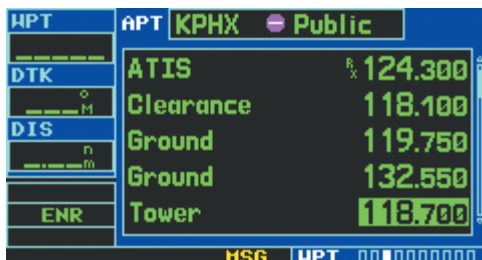 WPT
APT KPHX Public
DTK
ATIS Rx 124.300
°M
Clearance 118.100
DIS
Ground 119.750
nm
Ground 132.550
ENR
Tower 118.700
MSG WPT